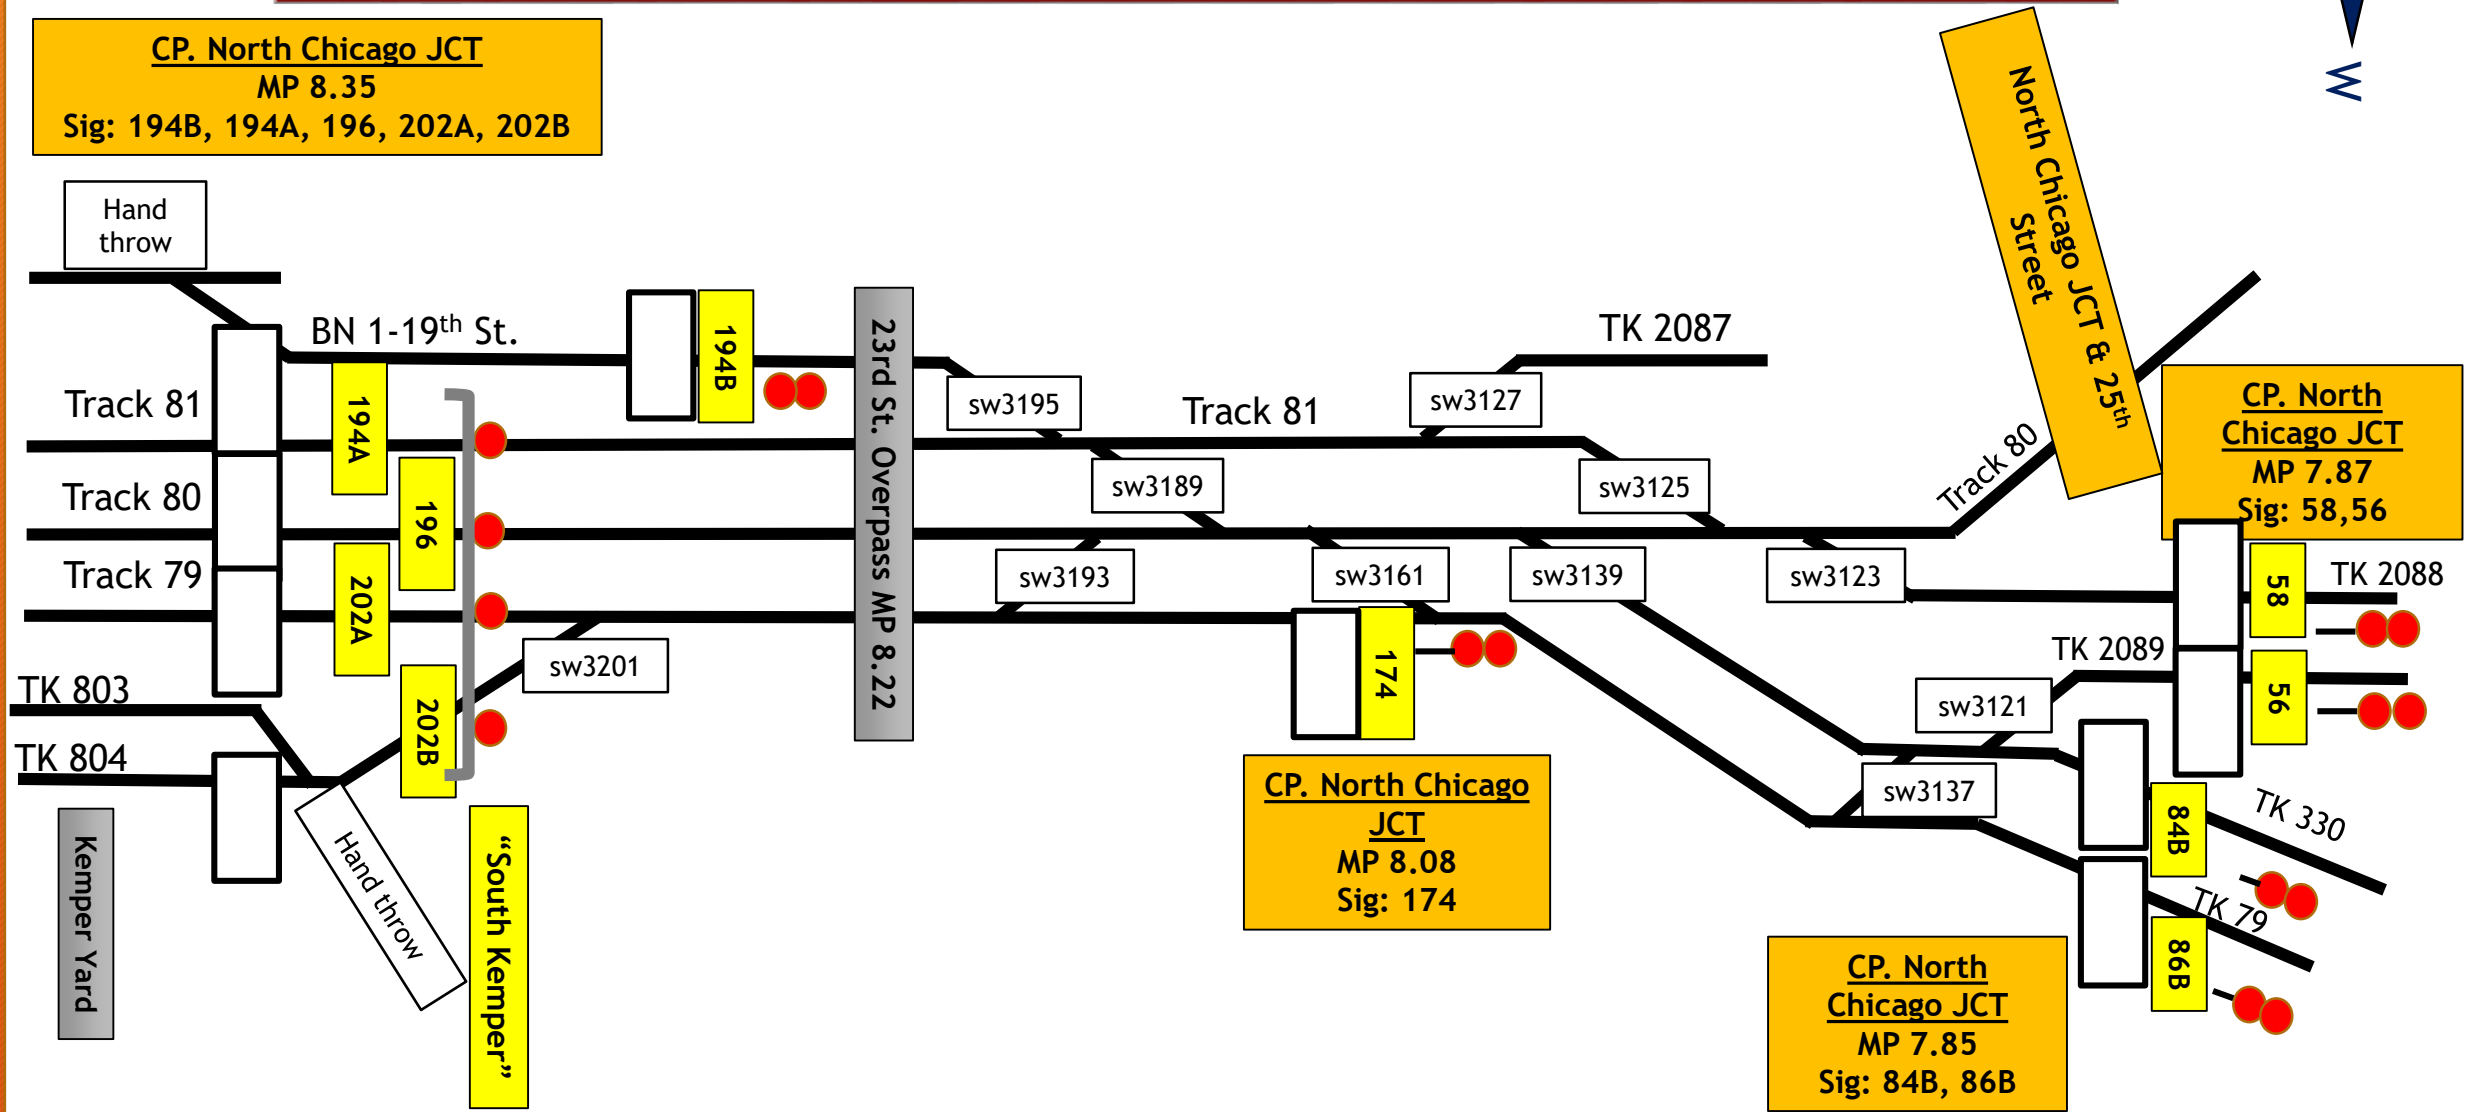 CP. North Chicago JCT
MP 8.35
Sig: 194B, 194A, 196, 202A, 202B
W
North Chicago JCT & 25th
Street
Hand
throw
BN 1-19th St.
194B
23rd St. Overpass MP 8.22
TK 2087
Track 81
194A
sw3195
Track 81
sw3127
Track 80
CP. North
Chicago JCT
MP 7.87
Sig: 58,56
Track 80
196
sw3189
sw3125
Track 79
202A
sw3193
sw3161
sw3139
sw3123
58
TK 2088
sw3201
174
TK 2089
56
TK 803
202B
sw3121
TK 804
sw3137
84B
TK 330
Kemper Yard
Hand throw
“South Kemper”
CP. North Chicago
JCT
MP 8.08
Sig: 174
TK 79
86B
CP. North
Chicago JCT
MP 7.85
Sig: 84B, 86B